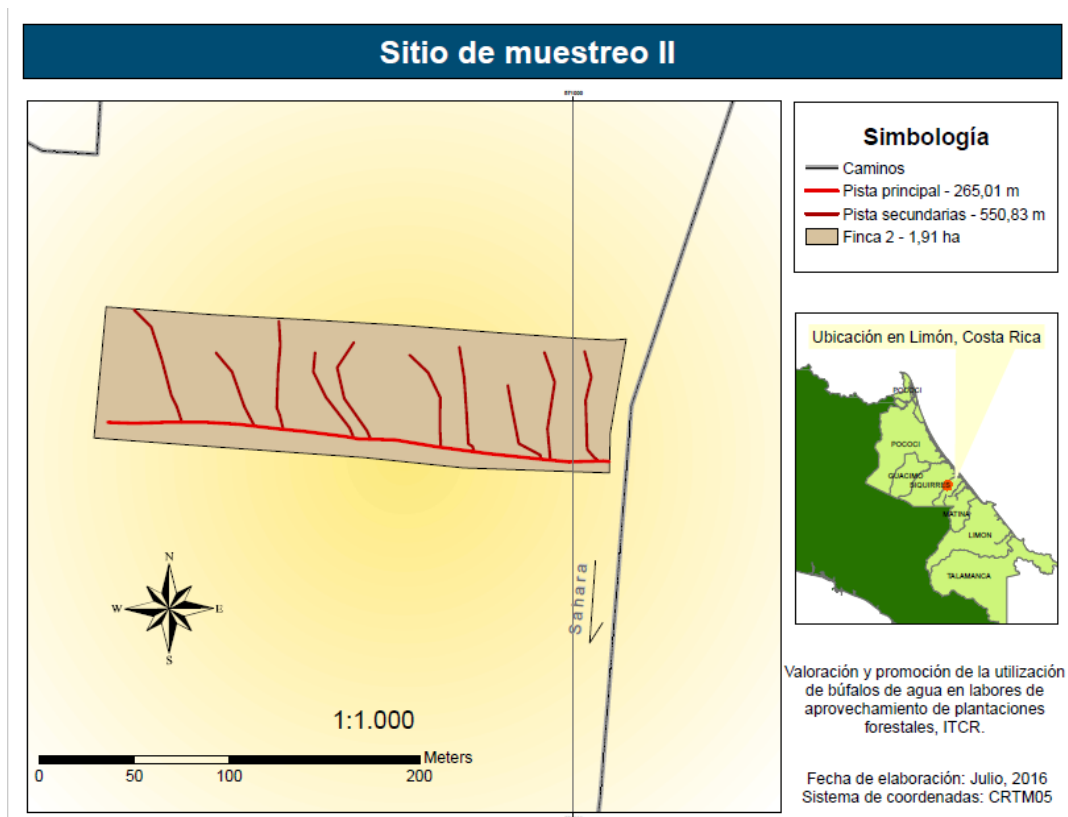 Sitio de muestreo II
571000
Simbología
Caminos
Pista principal - 265,01 m
Pista secundarias - 550,83 m
Finca 2 - 1,91 ha
Ubicación en Limón, Costa Rica
POCOCI
POCOCI
GUACIMO
SIQUIRRES
MATINA
LIMON
TALAMANCA
N
W
E
S
Sahara
1:1.000
Meters
0 50 100 200
Valoración y promoción de la utilización
de búfalos de agua en labores de
aprovechamiento de plantaciones
forestales, ITCR.
Fecha de elaboración: Julio, 2016
Sistema de coordenadas: CRTM05